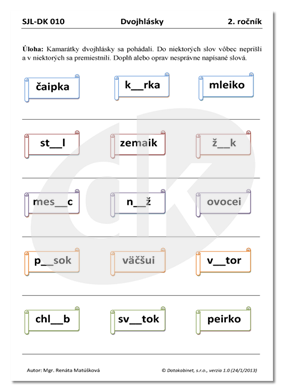 SJL-DK 010 Dvojhlásky 2. ročník
Úloha: Kamarátky dvojhlásky sa pohádali. Do niektorých slov vôbec neprišli
a v niektorých sa premiestnili. Doplň alebo oprav nesprávne napísané slová.
čaipka k__rka mleiko
st__l zemaik ž__k
mes__c n__ž ovocei
p__sok väčšui v__tor
chl__b sv__tok peirko
Autor: Mgr. Renáta Matúšková © Datakabinet, s.r.o., verzia 1.0 (24/1/2013)